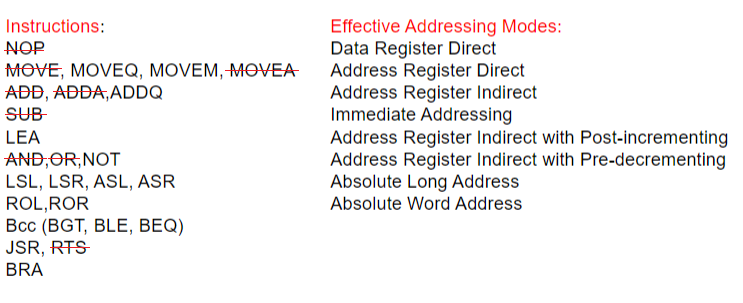 Instructions:
NOP
MOVE, MOVEQ, MOVEM, MOVEA
ADD, ADDA,ADDQ
SUB
LEA
AND,OR,NOT
LSL, LSR, ASL, ASR
ROL,ROR
Bcc (BGT, BLE, BEQ)
JSR, RTS
BRA
Effective Addressing Modes:
Data Register Direct
Address Register Direct
Address Register Indirect
Immediate Addressing
Address Register Indirect with Post-incrementing
Address Register Indirect with Pre-decrementing
Absolute Long Address
Absolute Word Address